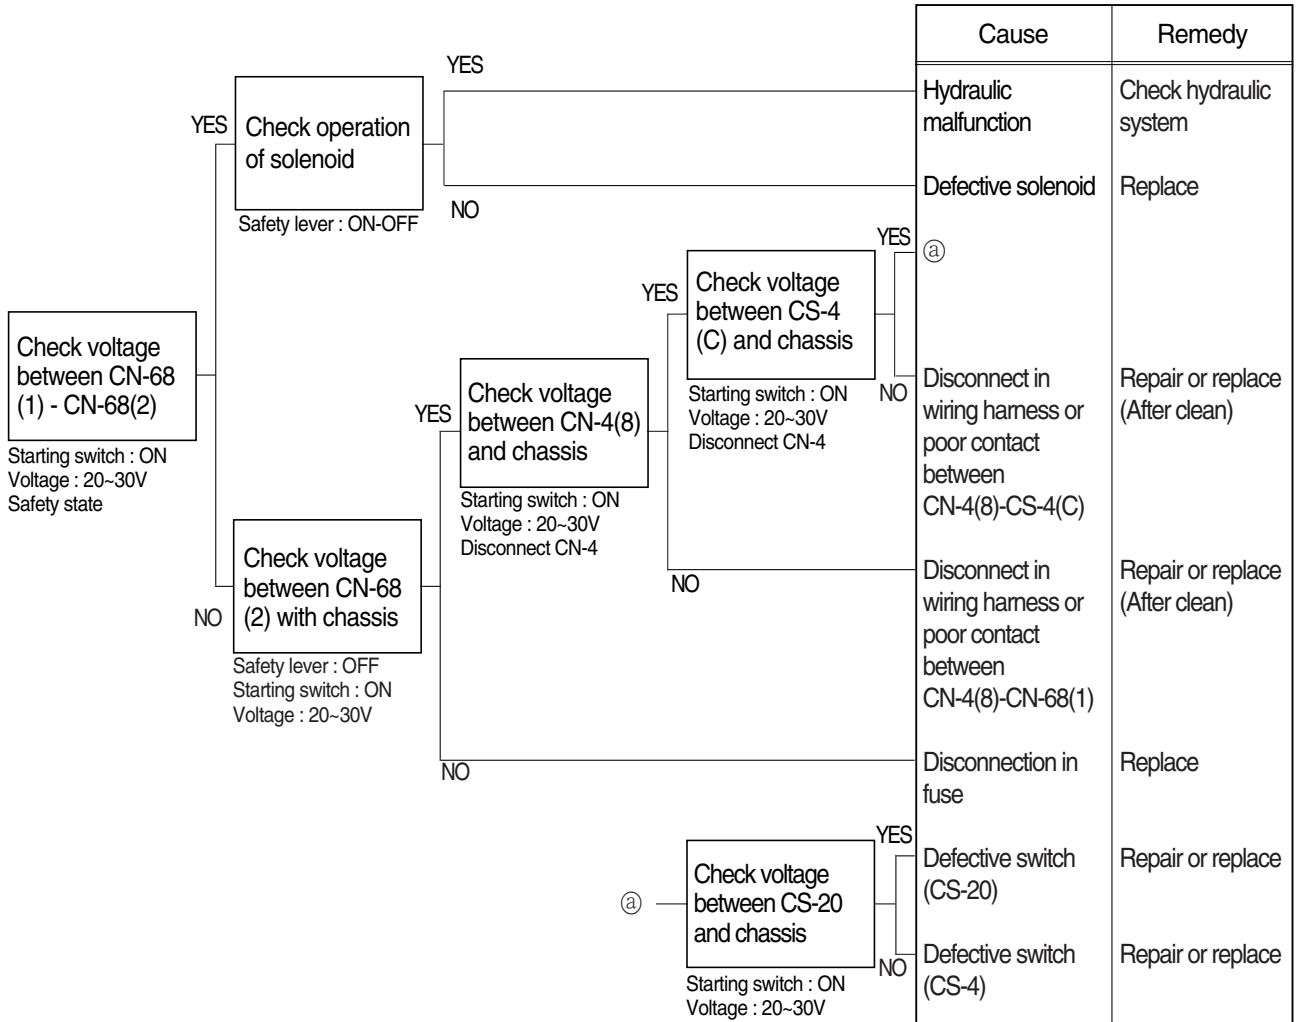 Cause
Remedy
YES
Hydraulic
malfunction
Check hydraulic
system
YES
Check operation
of solenoid
Defective solenoid
Replace
NO
Safety lever : ON-OFF
YES
ⓐ
YES
Check voltage
between CS-4
(C) and chassis
Check voltage
between CN-68
(1) - CN-68(2)
Starting switch : ON
Voltage : 20~30V
Safety state
YES
Check voltage
between CN-4(8)
and chassis
Starting switch : ON
Voltage : 20~30V
Disconnect CN-4
NO
Disconnect in
wiring harness or
poor contact
between
CN-4(8)-CS-4(C)
Repair or replace
(After clean)
Starting switch : ON
Voltage : 20~30V
Disconnect CN-4
NO
Check voltage
between CN-68
(2) with chassis
Safety lever : OFF
Starting switch : ON
Voltage : 20~30V
NO
Disconnect in
wiring harness or
poor contact
between
CN-4(8)-CN-68(1)
Repair or replace
(After clean)
NO
Disconnection in
fuse
Replace
ⓐ
Check voltage
between CS-20
and chassis
Starting switch : ON
Voltage : 20~30V
YES
Defective switch
(CS-20)
Repair or replace
NO
Defective switch
(CS-4)
Repair or replace